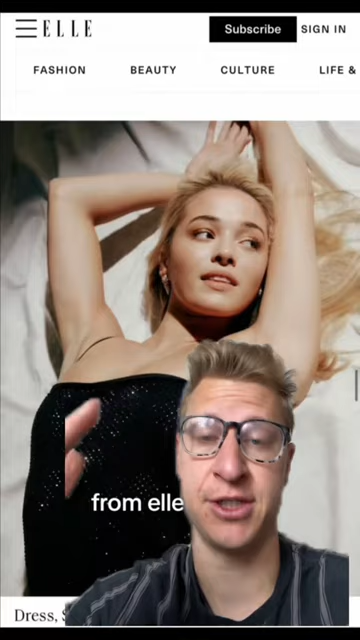 ELLE
Subscribe
SIGN IN
FASHION BEAUTY CULTURE LIFE &
from elle
Dress,